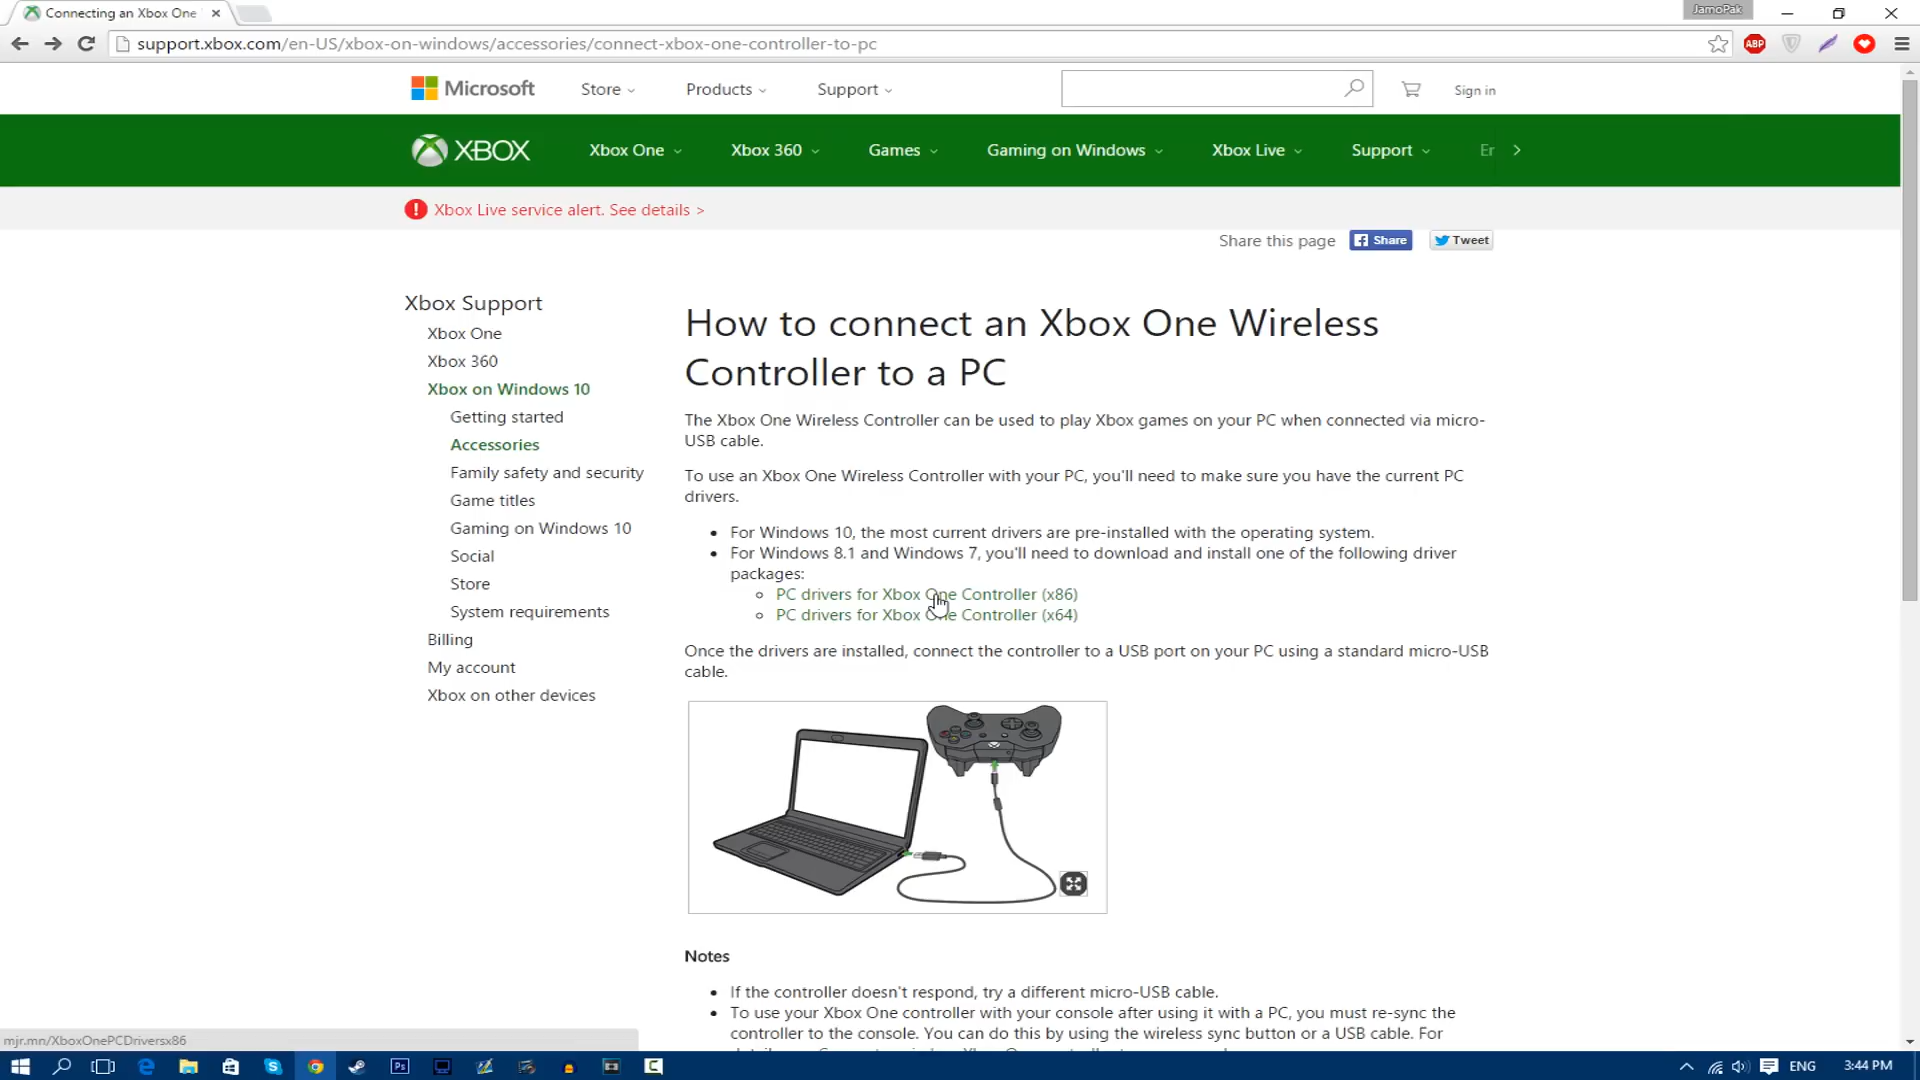 Connecting an Xbox One
JamoPak
support.xbox.com/en-US/xbox-on-windows/accessories/connect-xbox-one-controller-to-pc
ABP
Microsoft Store Products Support Sign in
XBOX Xbox One Xbox 360 Games Gaming on Windows Xbox Live Support Er
Xbox Live service alert. See details >
Share this page Share Tweet
Xbox Support
Xbox One
Xbox 360
Xbox on Windows 10
Getting started
Accessories
Family safety and security
Game titles
Gaming on Windows 10
Social
Store
System requirements
Billing
My account
Xbox on other devices
How to connect an Xbox One Wireless
Controller to a PC
The Xbox One Wireless Controller can be used to play Xbox games on your PC when connected via micro-
USB cable.
To use an Xbox One Wireless Controller with your PC, you'll need to make sure you have the current PC
drivers.
For Windows 10, the most current drivers are pre-installed with the operating system.
For Windows 8.1 and Windows 7, you'll need to download and install one of the following driver
packages:
PC drivers for Xbox One Controller (x86)
PC drivers for Xbox One Controller (x64)
Once the drivers are installed, connect the controller to a USB port on your PC using a standard micro-USB
cable.
Notes
If the controller doesn't respond, try a different micro-USB cable.
To use your Xbox One controller with your console after using it with a PC, you must re-sync the
controller to the console. You can do this by using the wireless sync button or a USB cable. For
mjr.mn/XboxOnePCDriversx86
Ps
ENG 3:44 PM